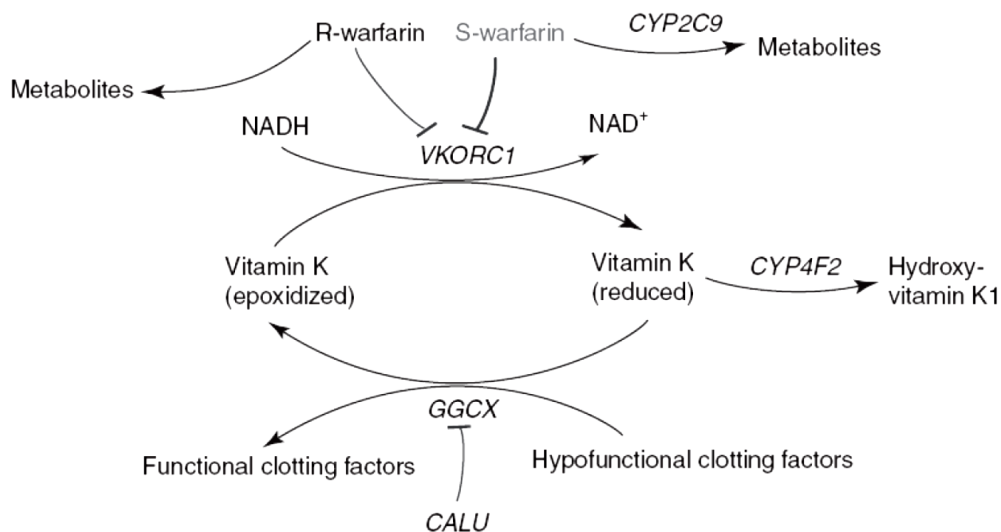 R-warfarin
S-warfarin
CYP2C9
Metabolites
Metabolites
NADH
NAD⁺
VKORC1
Vitamin K
(epoxidized)
Vitamin K
(reduced)
CYP4F2
Hydroxy-
vitamin K1
GGCX
Functional clotting factors
Hypofunctional clotting factors
CALU